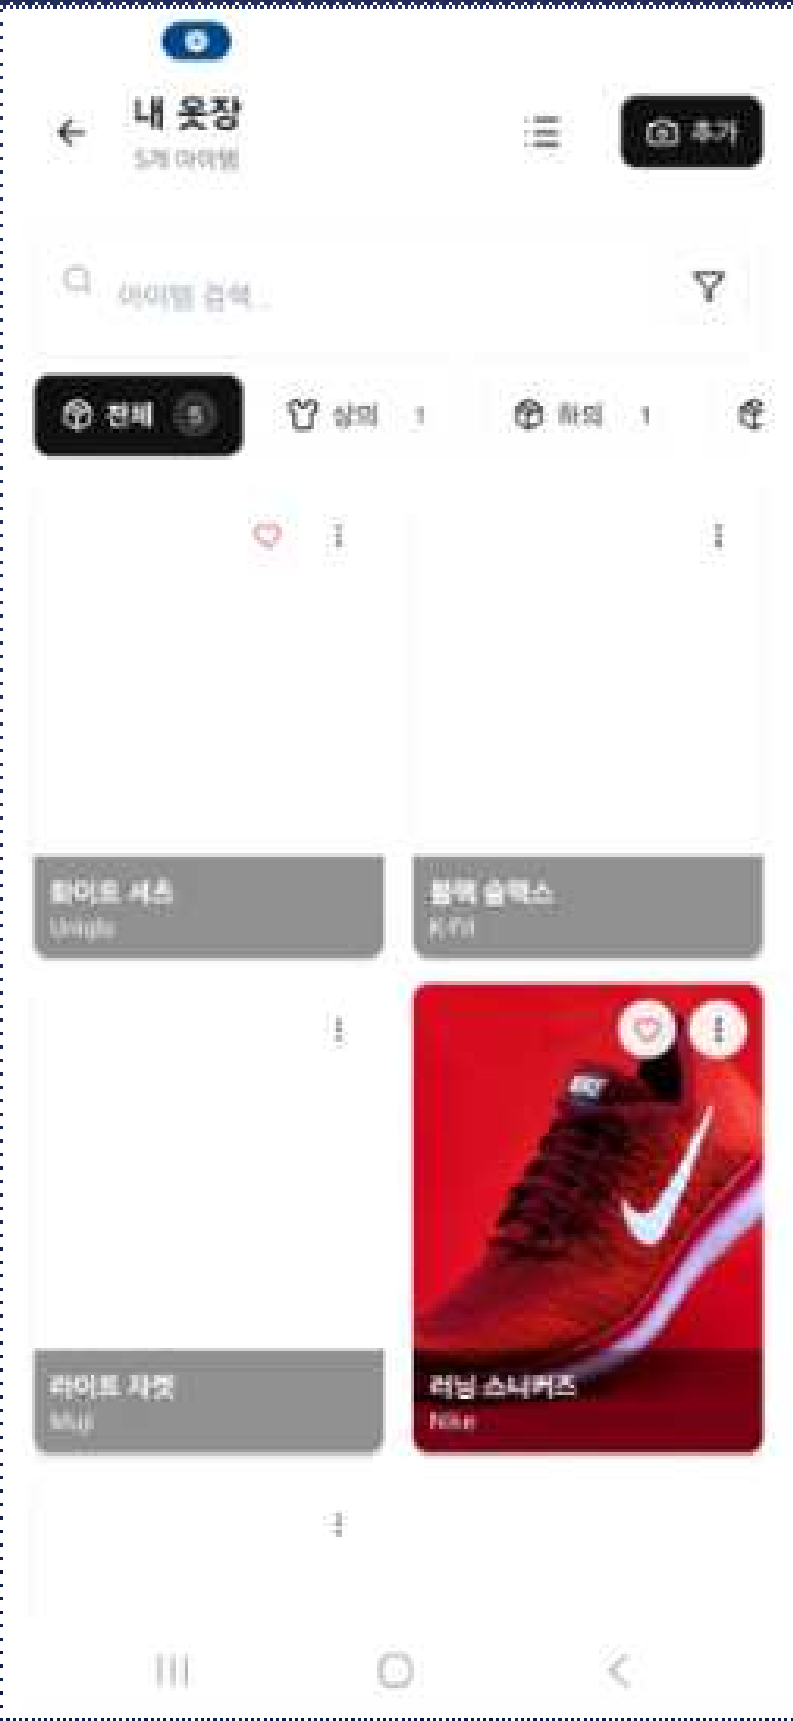 내 옷장
5개 아이템
추가
아이템 검색...
전체 5
상의 1
하의 1
화이트 셔츠
Uniqlo
블랙 슬랙스
라이트 자켓
Muji
러닝 스니커즈
Nike